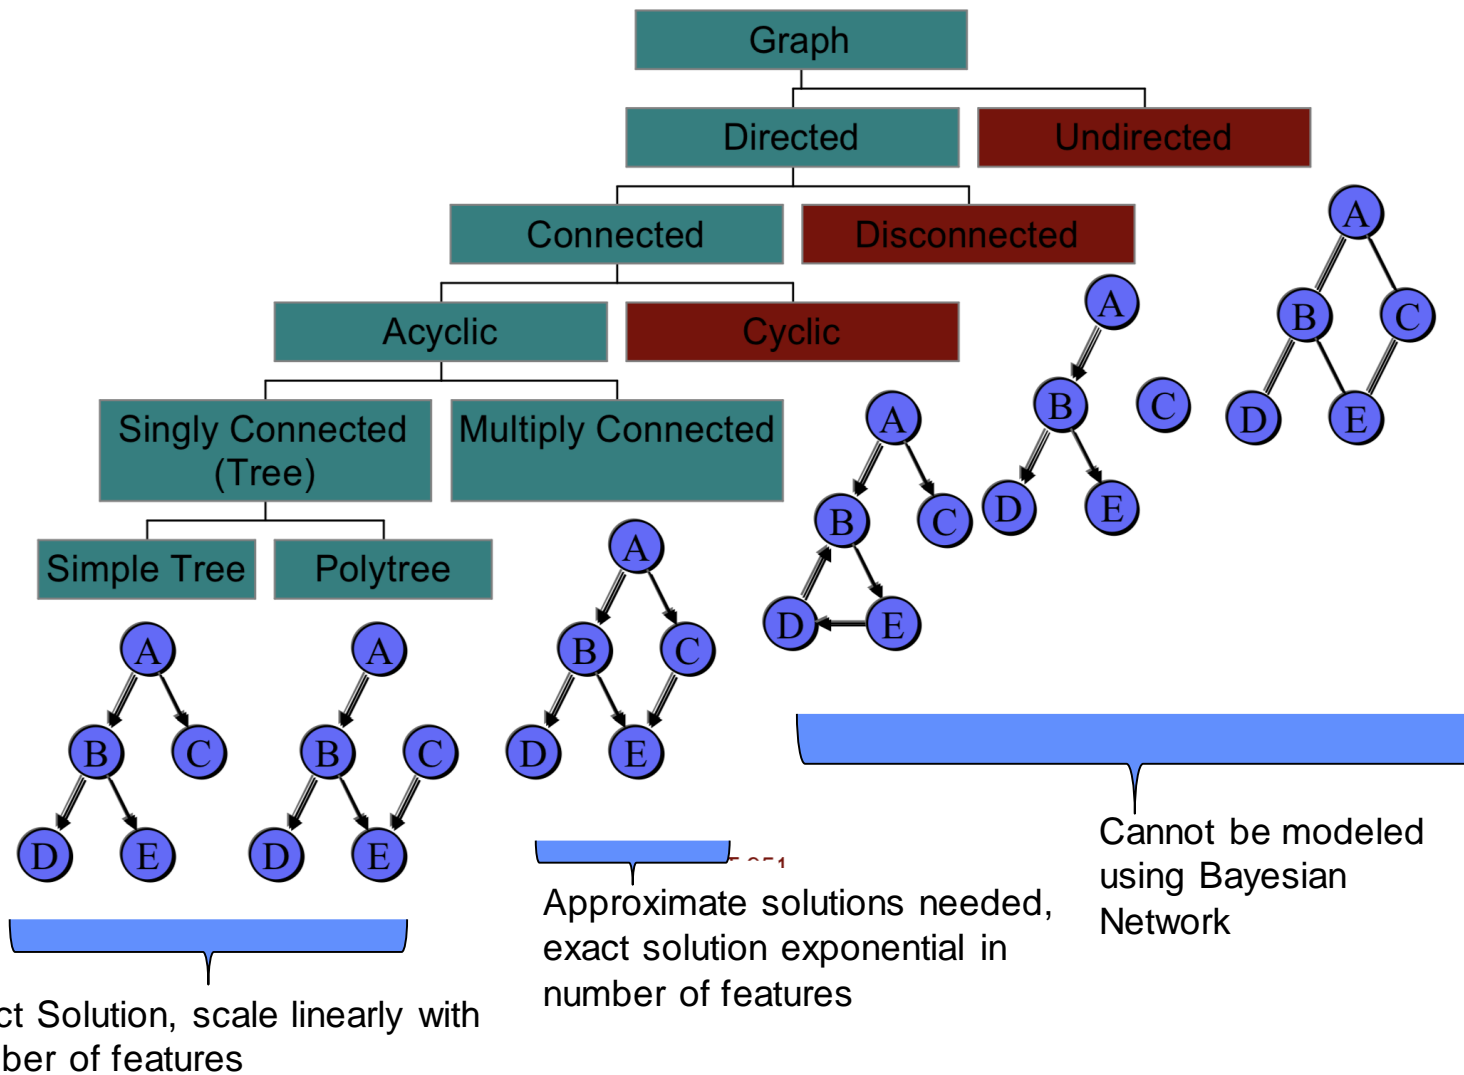 Graph
Directed
Undirected
Connected
Disconnected
Acyclic
Cyclic
Singly Connected
(Tree)
Multiply Connected
Simple Tree
Polytree
A
B
C
D
E
A
B
C
D
E
A
B
C
D
E
A
B
C
D
E
A
B
C
D
E
A
B
C
D
E
ct Solution, scale linearly with
ber of features
Approximate solutions needed,
exact solution exponential in
number of features
Cannot be modeled
using Bayesian
Network